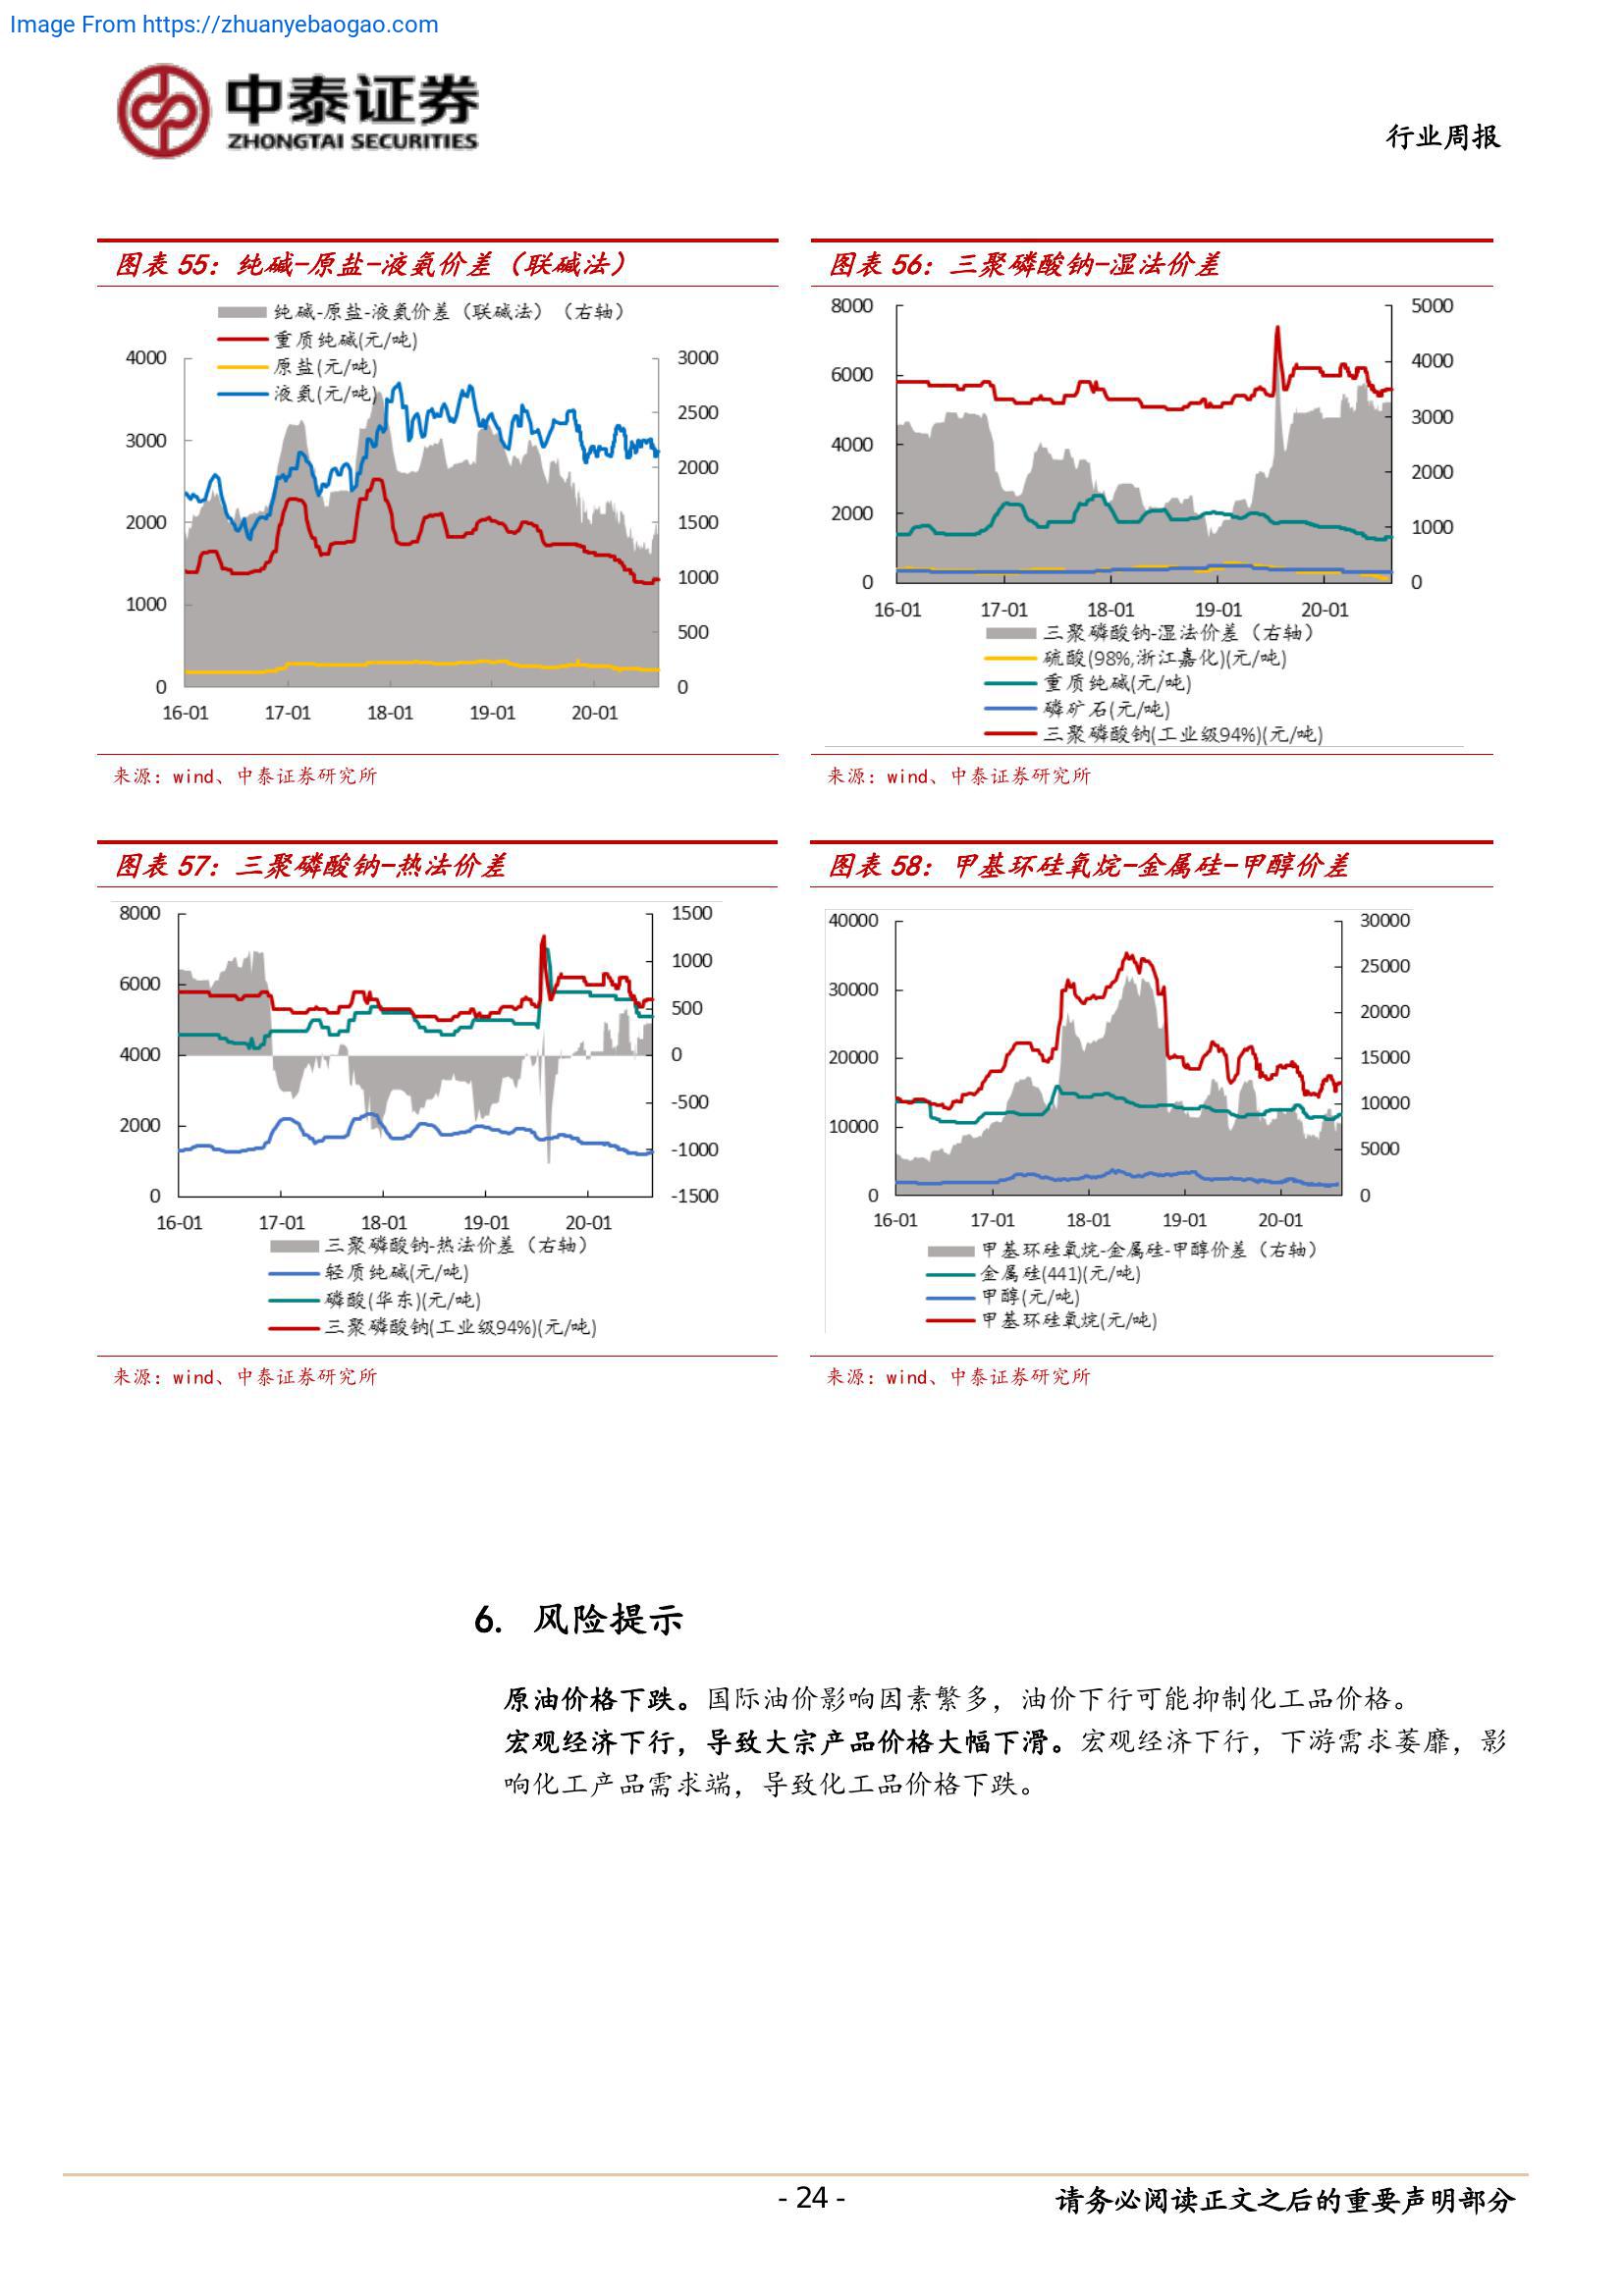 Image From https://zhuanyebaogao.com
中泰证券
ZHONGTAI SECURITIES
行业周报
图表 55：纯碱-原盐-液氨价差（联碱法）
纯碱-原盐-液氨价差（联碱法）（右轴）
重质纯碱(元/吨)
原盐(元/吨)
液氨(元/吨)
4000
3000
2000
1000
0
3000
2500
2000
1500
1000
500
0
16-01 17-01 18-01 19-01 20-01
来源：wind、中泰证券研究所
图表 56：三聚磷酸钠-湿法价差
8000
6000
4000
2000
0
5000
4000
3000
2000
1000
0
16-01 17-01 18-01 19-01 20-01
三聚磷酸钠-湿法价差（右轴）
硫酸(98%,浙江嘉化)(元/吨)
重质纯碱(元/吨)
磷矿石(元/吨)
三聚磷酸钠(工业级94%)(元/吨)
来源：wind、中泰证券研究所
图表 57：三聚磷酸钠-热法价差
8000
6000
4000
2000
0
1500
1000
500
0
-500
-1000
-1500
16-01 17-01 18-01 19-01 20-01
三聚磷酸钠-热法价差（右轴）
轻质纯碱(元/吨)
磷酸(华东)(元/吨)
三聚磷酸钠(工业级94%)(元/吨)
来源：wind、中泰证券研究所
图表 58：甲基环硅氧烷-金属硅-甲醇价差
40000
30000
20000
10000
0
30000
25000
20000
15000
10000
5000
0
16-01 17-01 18-01 19-01 20-01
甲基环硅氧烷-金属硅-甲醇价差（右轴）
金属硅(441)(元/吨)
甲醇(元/吨)
甲基环硅氧烷(元/吨)
来源：wind、中泰证券研究所
6. 风险提示
原油价格下跌。国际油价影响因素繁多，油价下行可能抑制化工品价格。
宏观经济下行，导致大宗产品价格大幅下滑。宏观经济下行，下游需求萎靡，影
响化工产品需求端，导致化工品价格下跌。
- 24 -
请务必阅读正文之后的重要声明部分